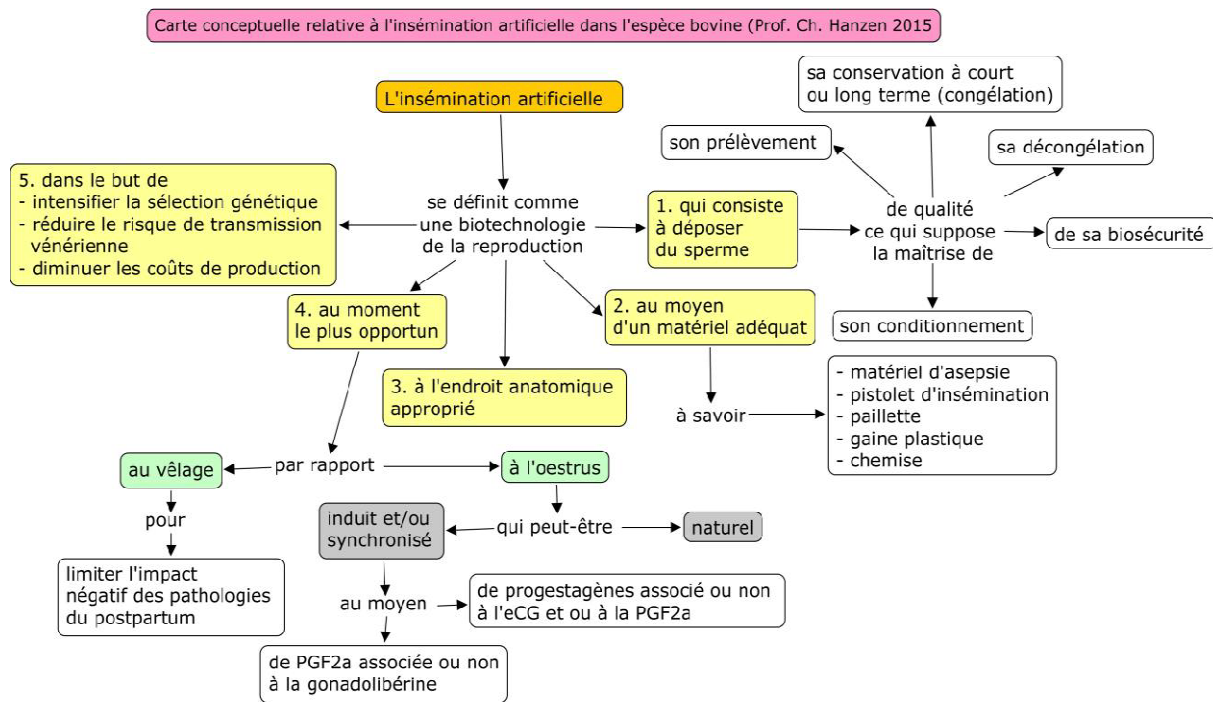 Carte conceptuelle relative à l'insémination artificielle dans l'espèce bovine (Prof. Ch. Hanzen 2015
L'insémination artificielle
se définit comme
une biotechnologie
de la reproduction
1. qui consiste
à déposer
du sperme
de qualité
ce qui suppose
la maîtrise de
son prélèvement
sa conservation à court
ou long terme (congélation)
sa décongélation
de sa biosécurité
son conditionnement
2. au moyen
d'un matériel adéquat
à savoir
- matériel d'asepsie
- pistolet d'insémination
- paillette
- gaine plastique
- chemise
3. à l'endroit anatomique
approprié
4. au moment
le plus opportun
par rapport
au vêlage
pour
limiter l'impact
négatif des pathologies
du postpartum
à l'oestrus
qui peut-être
naturel
induit et/ou
synchronisé
au moyen
de progestagènes associé ou non
à l'eCG et ou à la PGF2a
de PGF2a associée ou non
à la gonadolibérine
5. dans le but de
- intensifier la sélection génétique
- réduire le risque de transmission
vénérienne
- diminuer les coûts de production